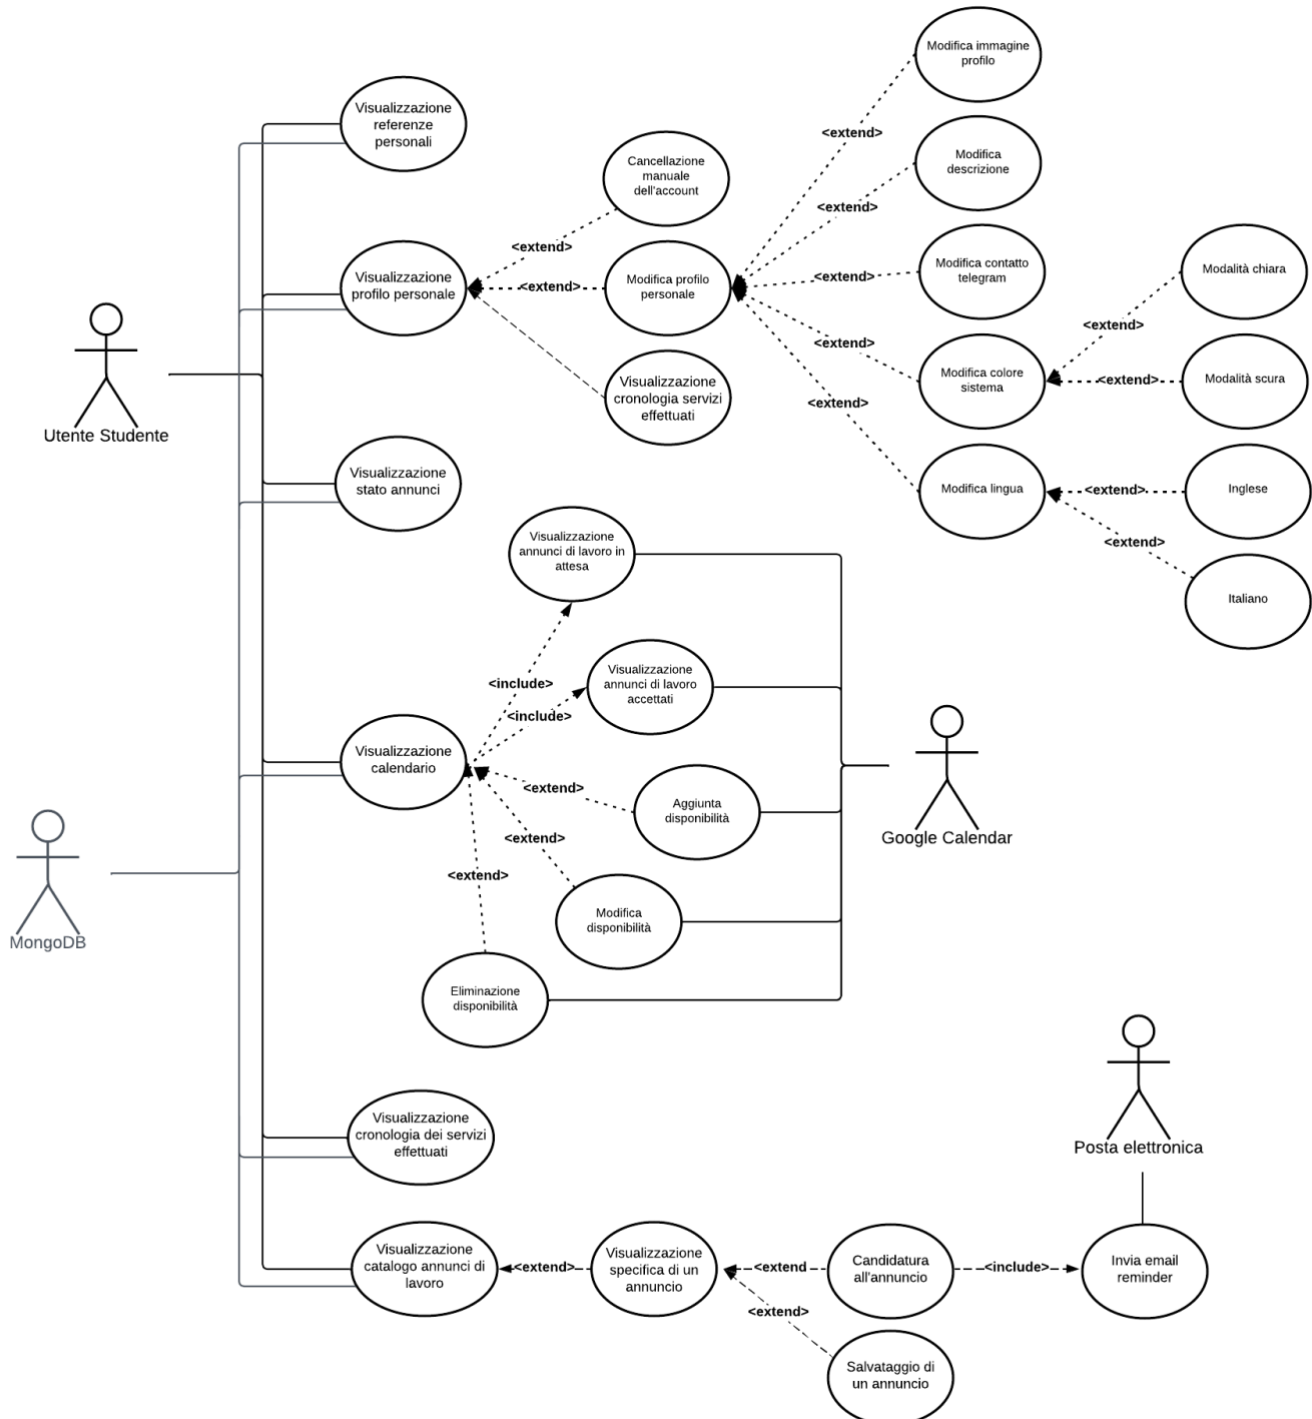 Modifica immagine
profilo
Visualizzazione
referenze
personali
<extend>
Cancellazione
manuale
dell'account
Modifica
descrizione
<extend>
<extend>
Visualizzazione
profilo personale
<extend>
Modifica profilo
personale
<extend>
Modifica contatto
telegram
Modalità chiara
<extend>
<extend>
Modifica colore
sistema
<extend>
Modalità scura
Visualizzazione
cronologia servizi
effettuati
<extend>
Utente Studente
Visualizzazione
stato annunci
Modifica lingua
<extend>
Inglese
<extend>
Italiano
Visualizzazione
annunci di lavoro in
attesa
<include>
Visualizzazione
annunci di lavoro
accettati
<include>
Visualizzazione
calendario
<extend>
Aggiunta
disponibilità
Google Calendar
<extend>
<extend>
Modifica
disponibilità
MongoDB
Eliminazione
disponibilità
Visualizzazione
cronologia dei servizi
effettuati
Posta elettronica
Visualizzazione
catalogo annunci di
lavoro
<extend>
Visualizzazione
specifica di un
annuncio
<extend
Candidatura
all'annuncio
<include>
Invia email
reminder
<extend>
Salvataggio di
un annuncio